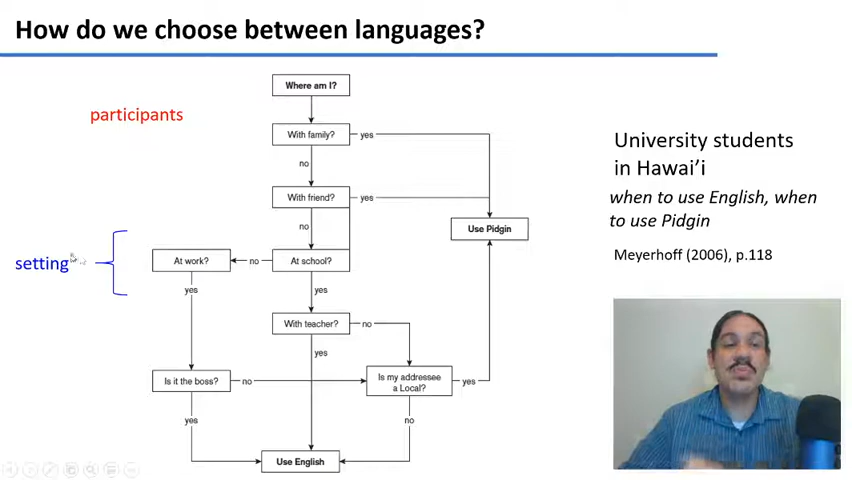 How do we choose between languages?
participants
setting
Where am I?
With family?
yes
no
With friend?
yes
no
At school?
no
At work?
yes
yes
With teacher?
no
yes
Is it the boss?
no
Is my addressee
a Local?
yes
yes
no
Use Pidgin
Use English
University students
in Hawai'i
when to use English, when
to use Pidgin
Meyerhoff (2006), p.118